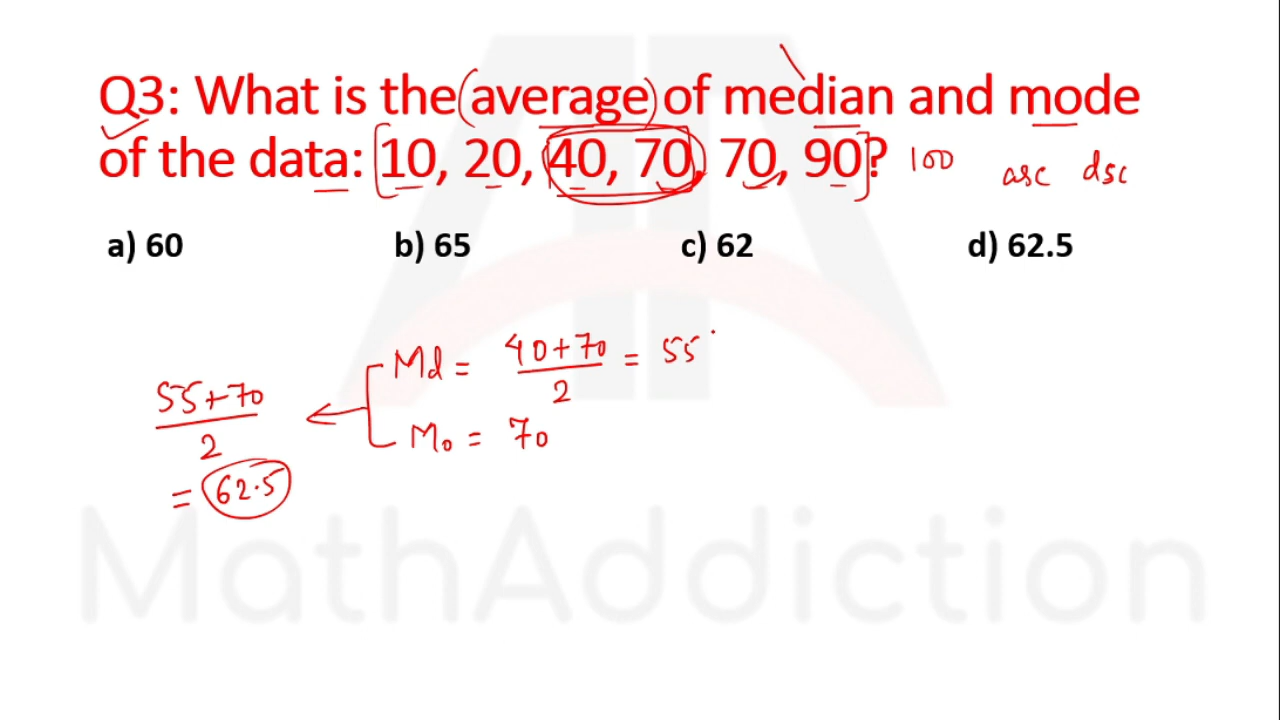 Q3: What is the (average) of median and mode
of the data: [10, 20, 40, 70, 70, 90]? 100 asc dsc
a) 60 b) 65 c) 62 d) 62.5
Md = 40+70/2 = 55
55+70/2
Mo = 70
= 62.5
MathAddiction